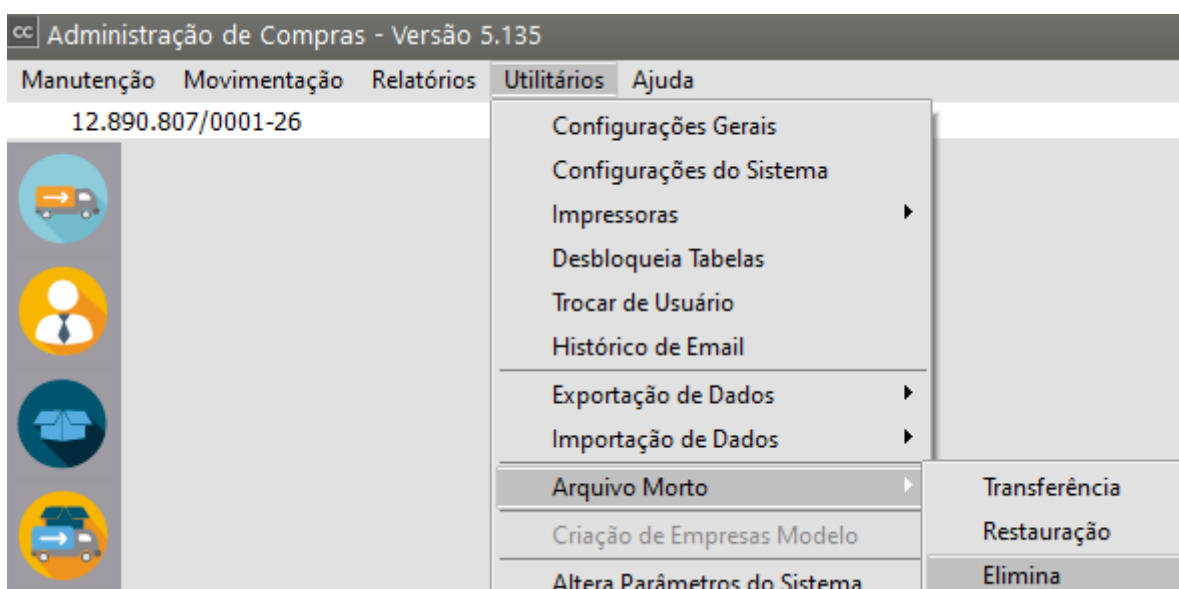 cc Administração de Compras - Versão 5.135
Manutenção Movimentação Relatórios Utilitários Ajuda
12.890.807/0001-26
Configurações Gerais
Configurações do Sistema
Impressoras
Desbloqueia Tabelas
Trocar de Usuário
Histórico de Email
Exportação de Dados
Importação de Dados
Arquivo Morto
Transferência
Restauração
Criação de Empresas Modelo
Elimina
Altera Parâmetros do Sistema